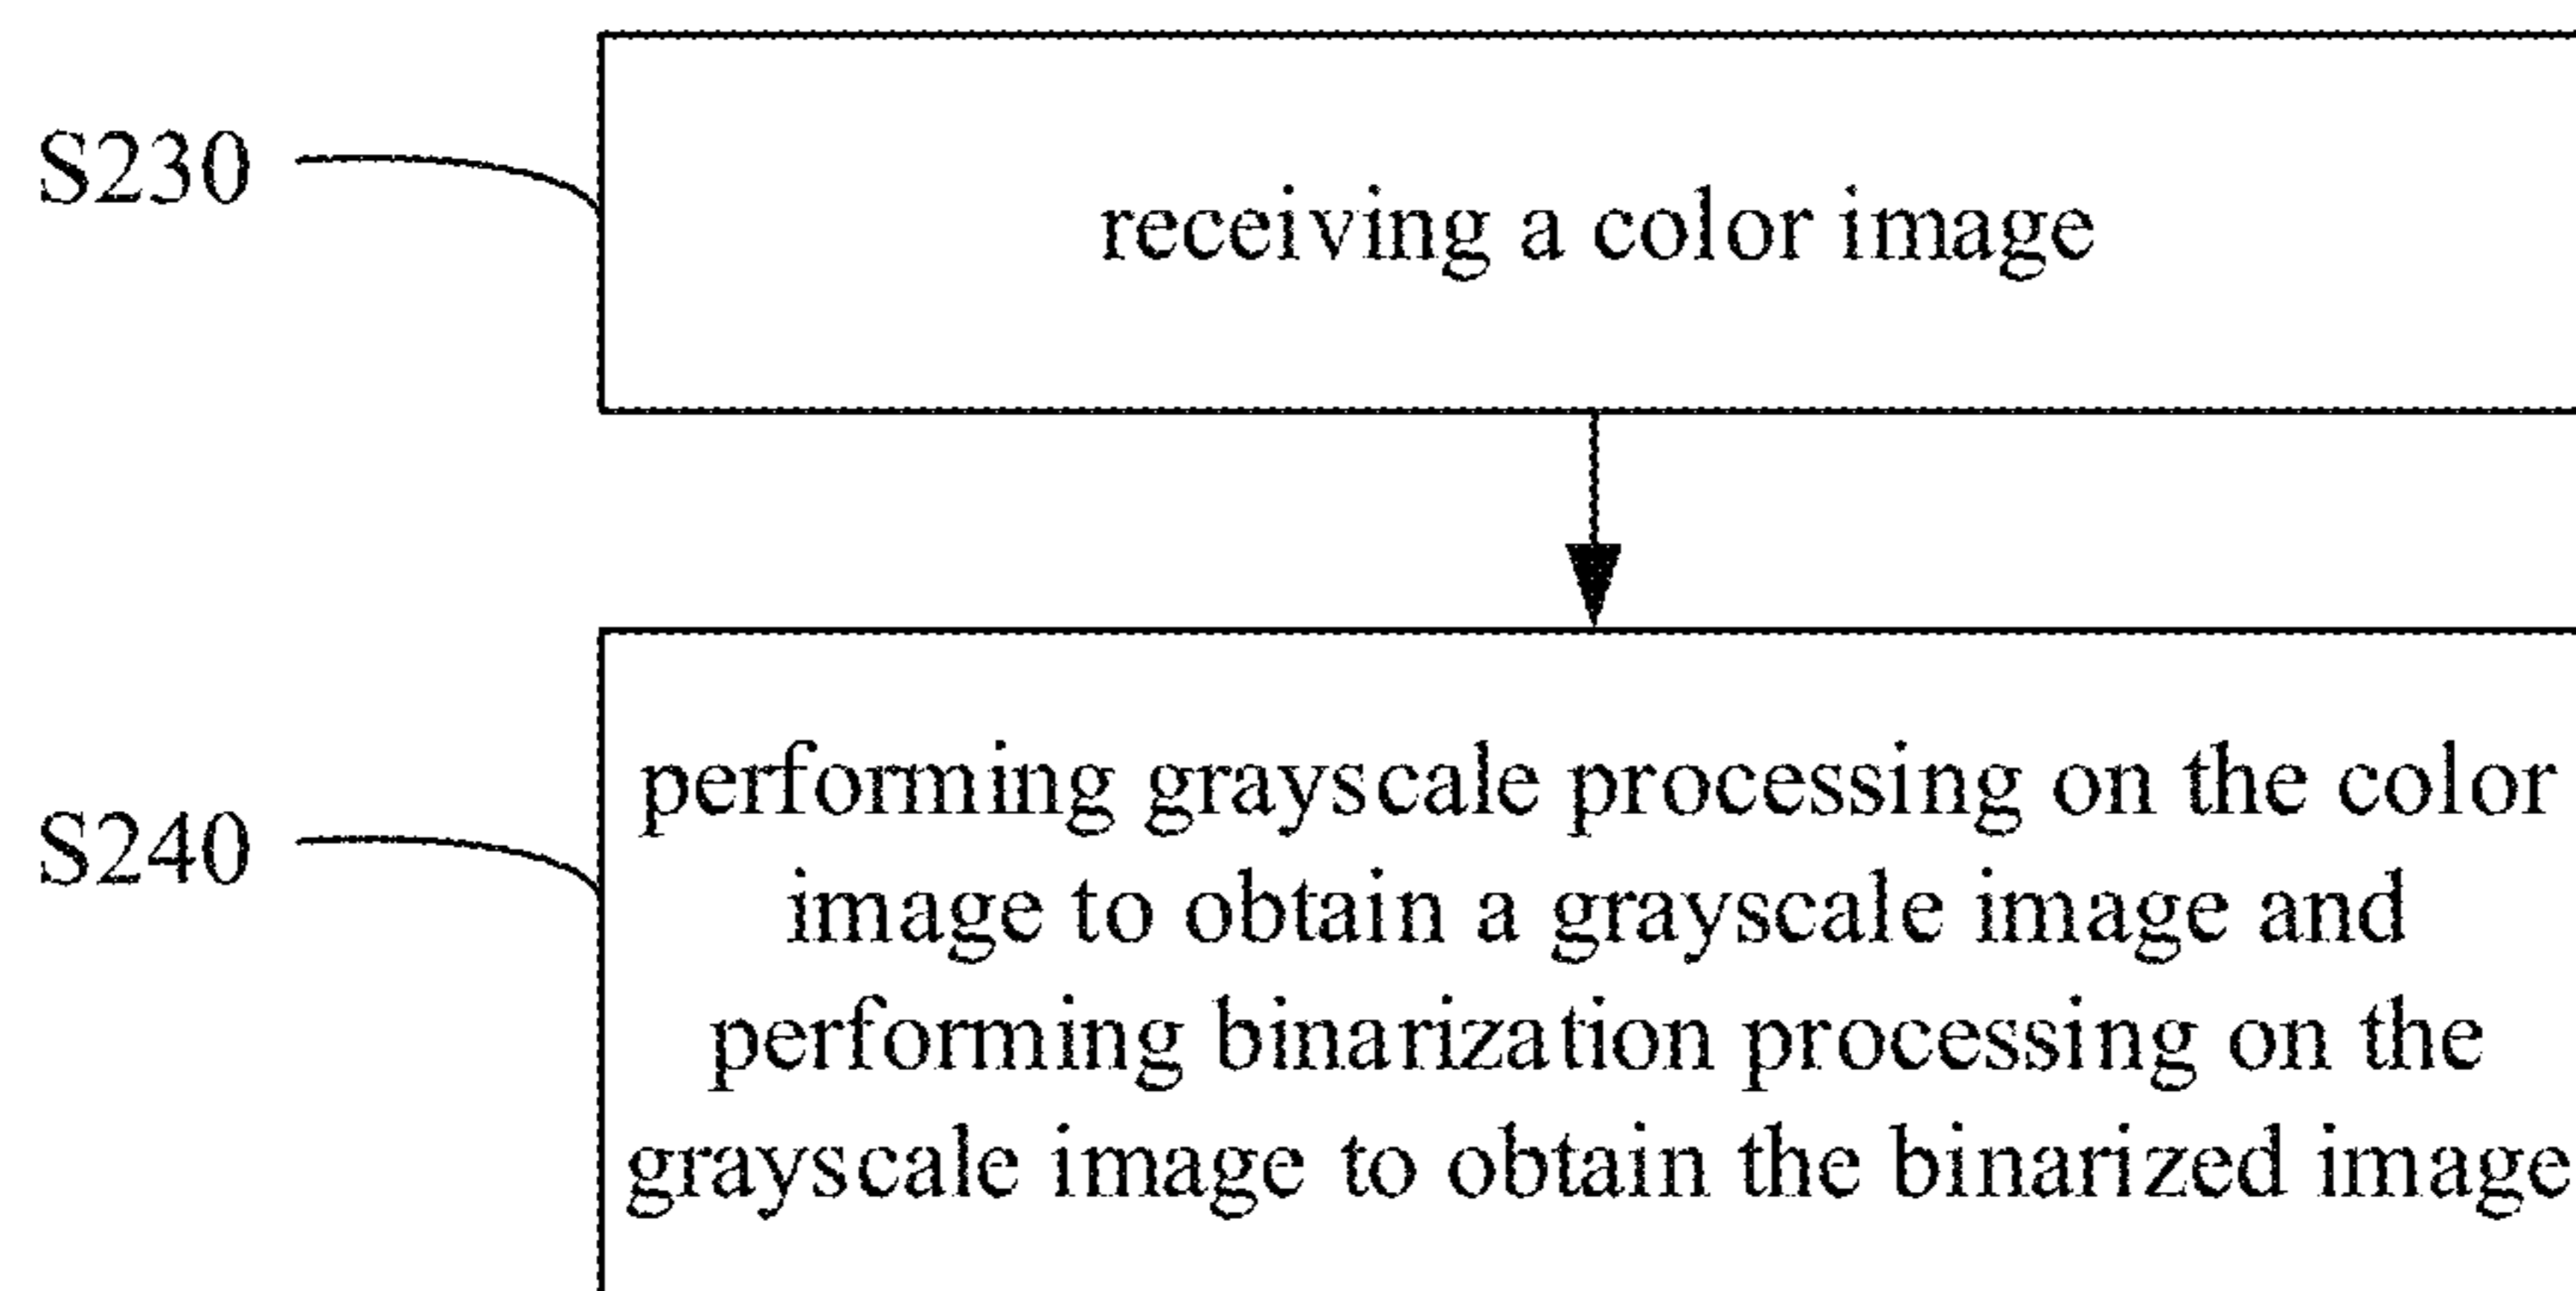 S230
receiving a color image
S240
performing grayscale processing on the color
image to obtain a grayscale image and
performing binarization processing on the
grayscale image to obtain the binarized image